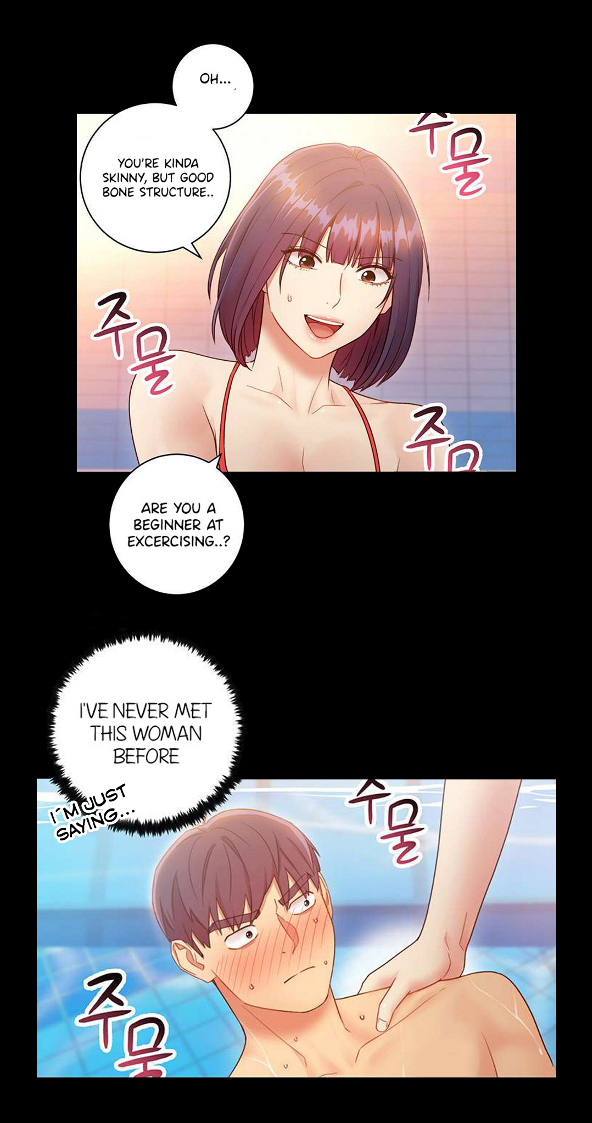 OH...
YOU'RE KINDA
SKINNY, BUT GOOD
BONE STRUCTURE..
주물
주물
주물
ARE YOU A
BEGINNER AT
EXCERCISING..?
I'VE NEVER MET
THIS WOMAN
BEFORE
I'M JUST
SAYING...
주물
주물